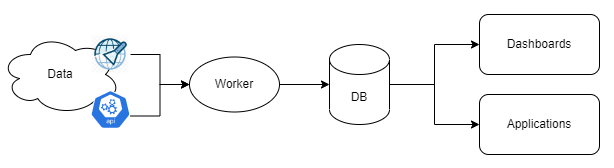 Data
api
Worker
DB
Dashboards
Applications